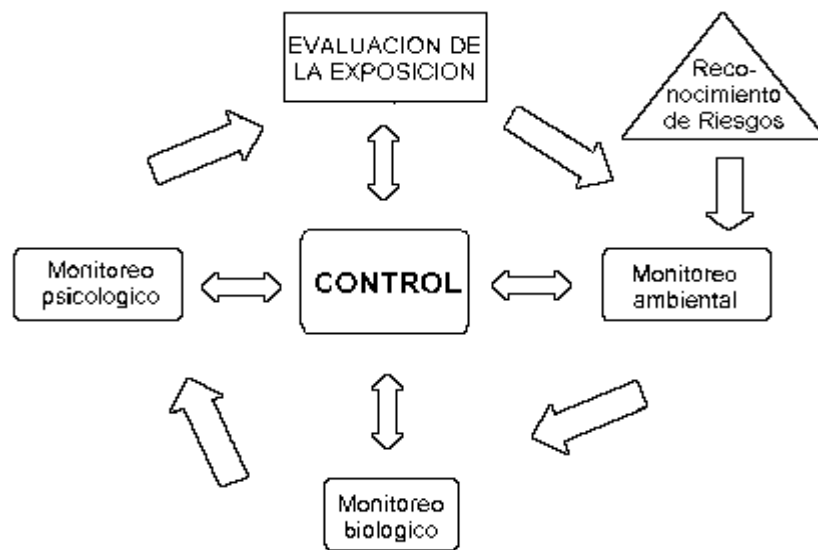 EVALUACION DE
LA EXPOSICION
Reco-
nocimiento
de Riesgos
Monitoreo
psicologico
CONTROL
Monitoreo
ambiental
Monitoreo
biologico